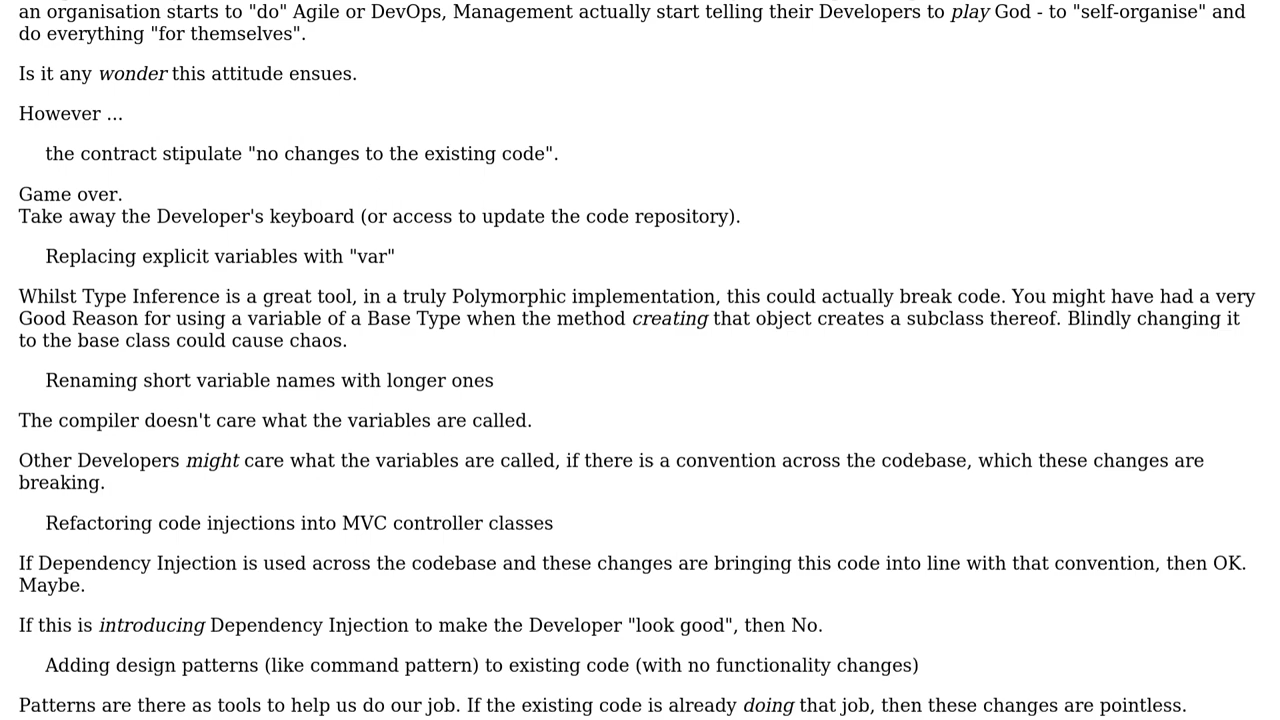 an organisation starts to "do" Agile or DevOps, Management actually start telling their Developers to play God - to "self-organise" and
do everything "for themselves".
Is it any wonder this attitude ensues.
However ...
the contract stipulate "no changes to the existing code".
Game over.
Take away the Developer's keyboard (or access to update the code repository).
Replacing explicit variables with "var"
Whilst Type Inference is a great tool, in a truly Polymorphic implementation, this could actually break code. You might have had a very
Good Reason for using a variable of a Base Type when the method creating that object creates a subclass thereof. Blindly changing it
to the base class could cause chaos.
Renaming short variable names with longer ones
The compiler doesn't care what the variables are called.
Other Developers might care what the variables are called, if there is a convention across the codebase, which these changes are
breaking.
Refactoring code injections into MVC controller classes
If Dependency Injection is used across the codebase and these changes are bringing this code into line with that convention, then OK.
Maybe.
If this is introducing Dependency Injection to make the Developer "look good", then No.
Adding design patterns (like command pattern) to existing code (with no functionality changes)
Patterns are there as tools to help us do our job. If the existing code is already doing that job, then these changes are pointless.